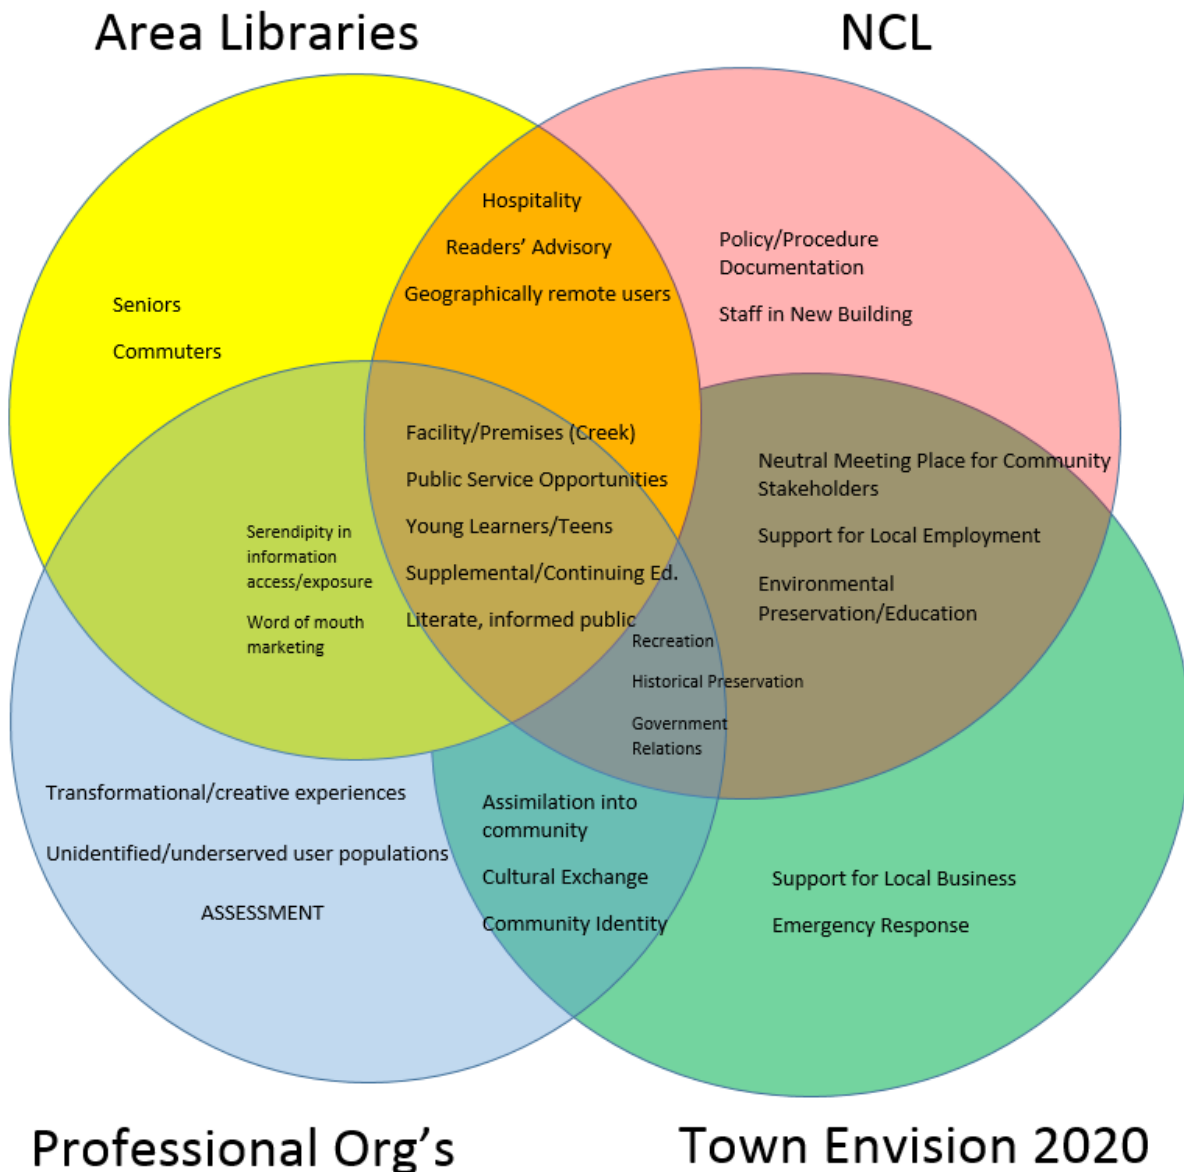 Area Libraries
NCL
Hospitality
Readers’ Advisory
Geographically remote users
Policy/Procedure
Documentation
Staff in New Building
Seniors
Commuters
Facility/Premises (Creek)
Public Service Opportunities
Young Learners/Teens
Supplemental/Continuing Ed.
Literate, informed public
Neutral Meeting Place for Community
Stakeholders
Support for Local Employment
Environmental
Preservation/Education
Serendipity in
information
access/exposure
Word of mouth
marketing
Recreation
Historical Preservation
Government
Relations
Transformational/creative experiences
Unidentified/underserved user populations
ASSESSMENT
Assimilation into
community
Cultural Exchange
Community Identity
Support for Local Business
Emergency Response
Professional Org’s
Town Envision 2020